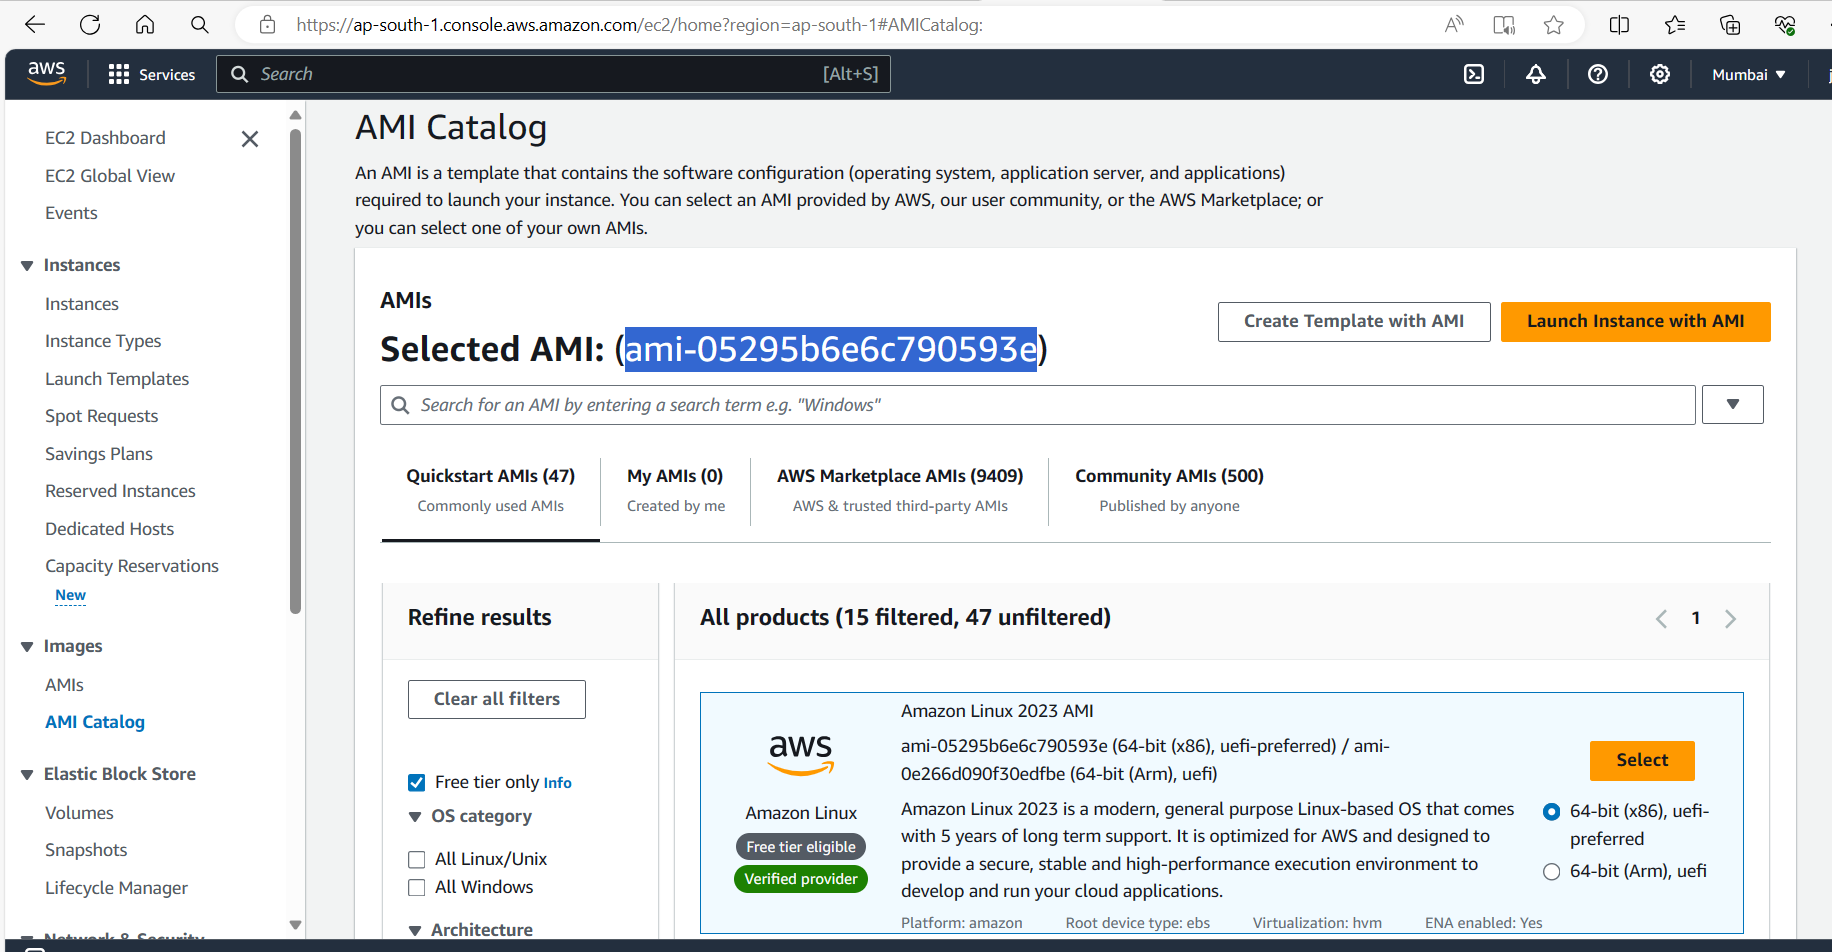 https://ap-south-1.console.aws.amazon.com/ec2/home?region=ap-south-1#AMICatalog:
aws
Services
Search
[Alt+S]
Mumbai
EC2 Dashboard
EC2 Global View
Events
Instances
Instances
Instance Types
Launch Templates
Spot Requests
Savings Plans
Reserved Instances
Dedicated Hosts
Capacity Reservations
New
Images
AMIs
AMI Catalog
Elastic Block Store
Volumes
Snapshots
Lifecycle Manager
Network & Security
AMI Catalog
An AMI is a template that contains the software configuration (operating system, application server, and applications)
required to launch your instance. You can select an AMI provided by AWS, our user community, or the AWS Marketplace; or
you can select one of your own AMIs.
AMIs
Selected AMI: (ami-05295b6e6c790593e)
Create Template with AMI
Launch Instance with AMI
Search for an AMI by entering a search term e.g. "Windows"
Quickstart AMIs (47)
Commonly used AMIs
My AMIs (0)
Created by me
AWS Marketplace AMIs (9409)
AWS & trusted third-party AMIs
Community AMIs (500)
Published by anyone
Refine results
Clear all filters
Free tier only Info
OS category
All Linux/Unix
All Windows
Architecture
All products (15 filtered, 47 unfiltered)
1
aws
Amazon Linux
Free tier eligible
Verified provider
Amazon Linux 2023 AMI
ami-05295b6e6c790593e (64-bit (x86), uefi-preferred) / ami-
0e266d090f30edfbe (64-bit (Arm), uefi)
Amazon Linux 2023 is a modern, general purpose Linux-based OS that comes
with 5 years of long term support. It is optimized for AWS and designed to
provide a secure, stable and high-performance execution environment to
develop and run your cloud applications.
Platform: amazon
Root device type: ebs
Virtualization: hvm
ENA enabled: Yes
Select
64-bit (x86), uefi-
preferred
64-bit (Arm), uefi